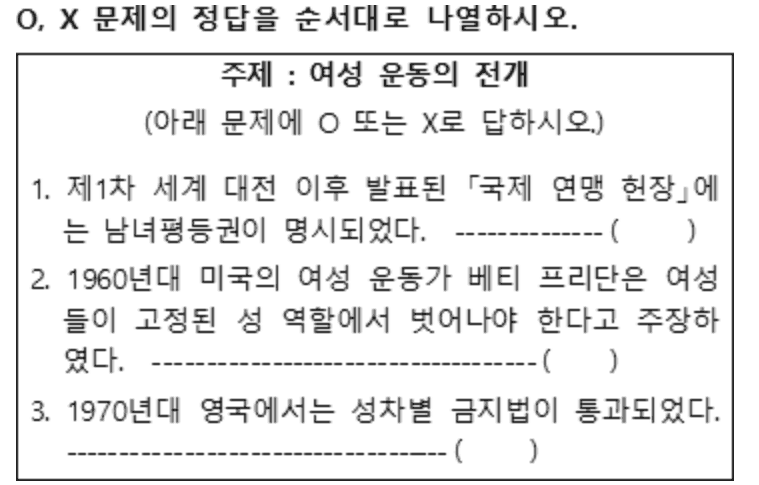 O, X 문제의 정답을 순서대로 나열하시오.
주제 : 여성 운동의 전개
(아래 문제에 O 또는 X로 답하시오.)
1. 제1차 세계 대전 이후 발표된 「국제 연맹 헌장」에
는 남녀평등권이 명시되었다. --------------( )
2. 1960년대 미국의 여성 운동가 베티 프리단은 여성
들이 고정된 성 역할에서 벗어나야 한다고 주장하
였다. -----------------------------------( )
3. 1970년대 영국에서는 성차별 금지법이 통과되었다.
-----------------------------------( )